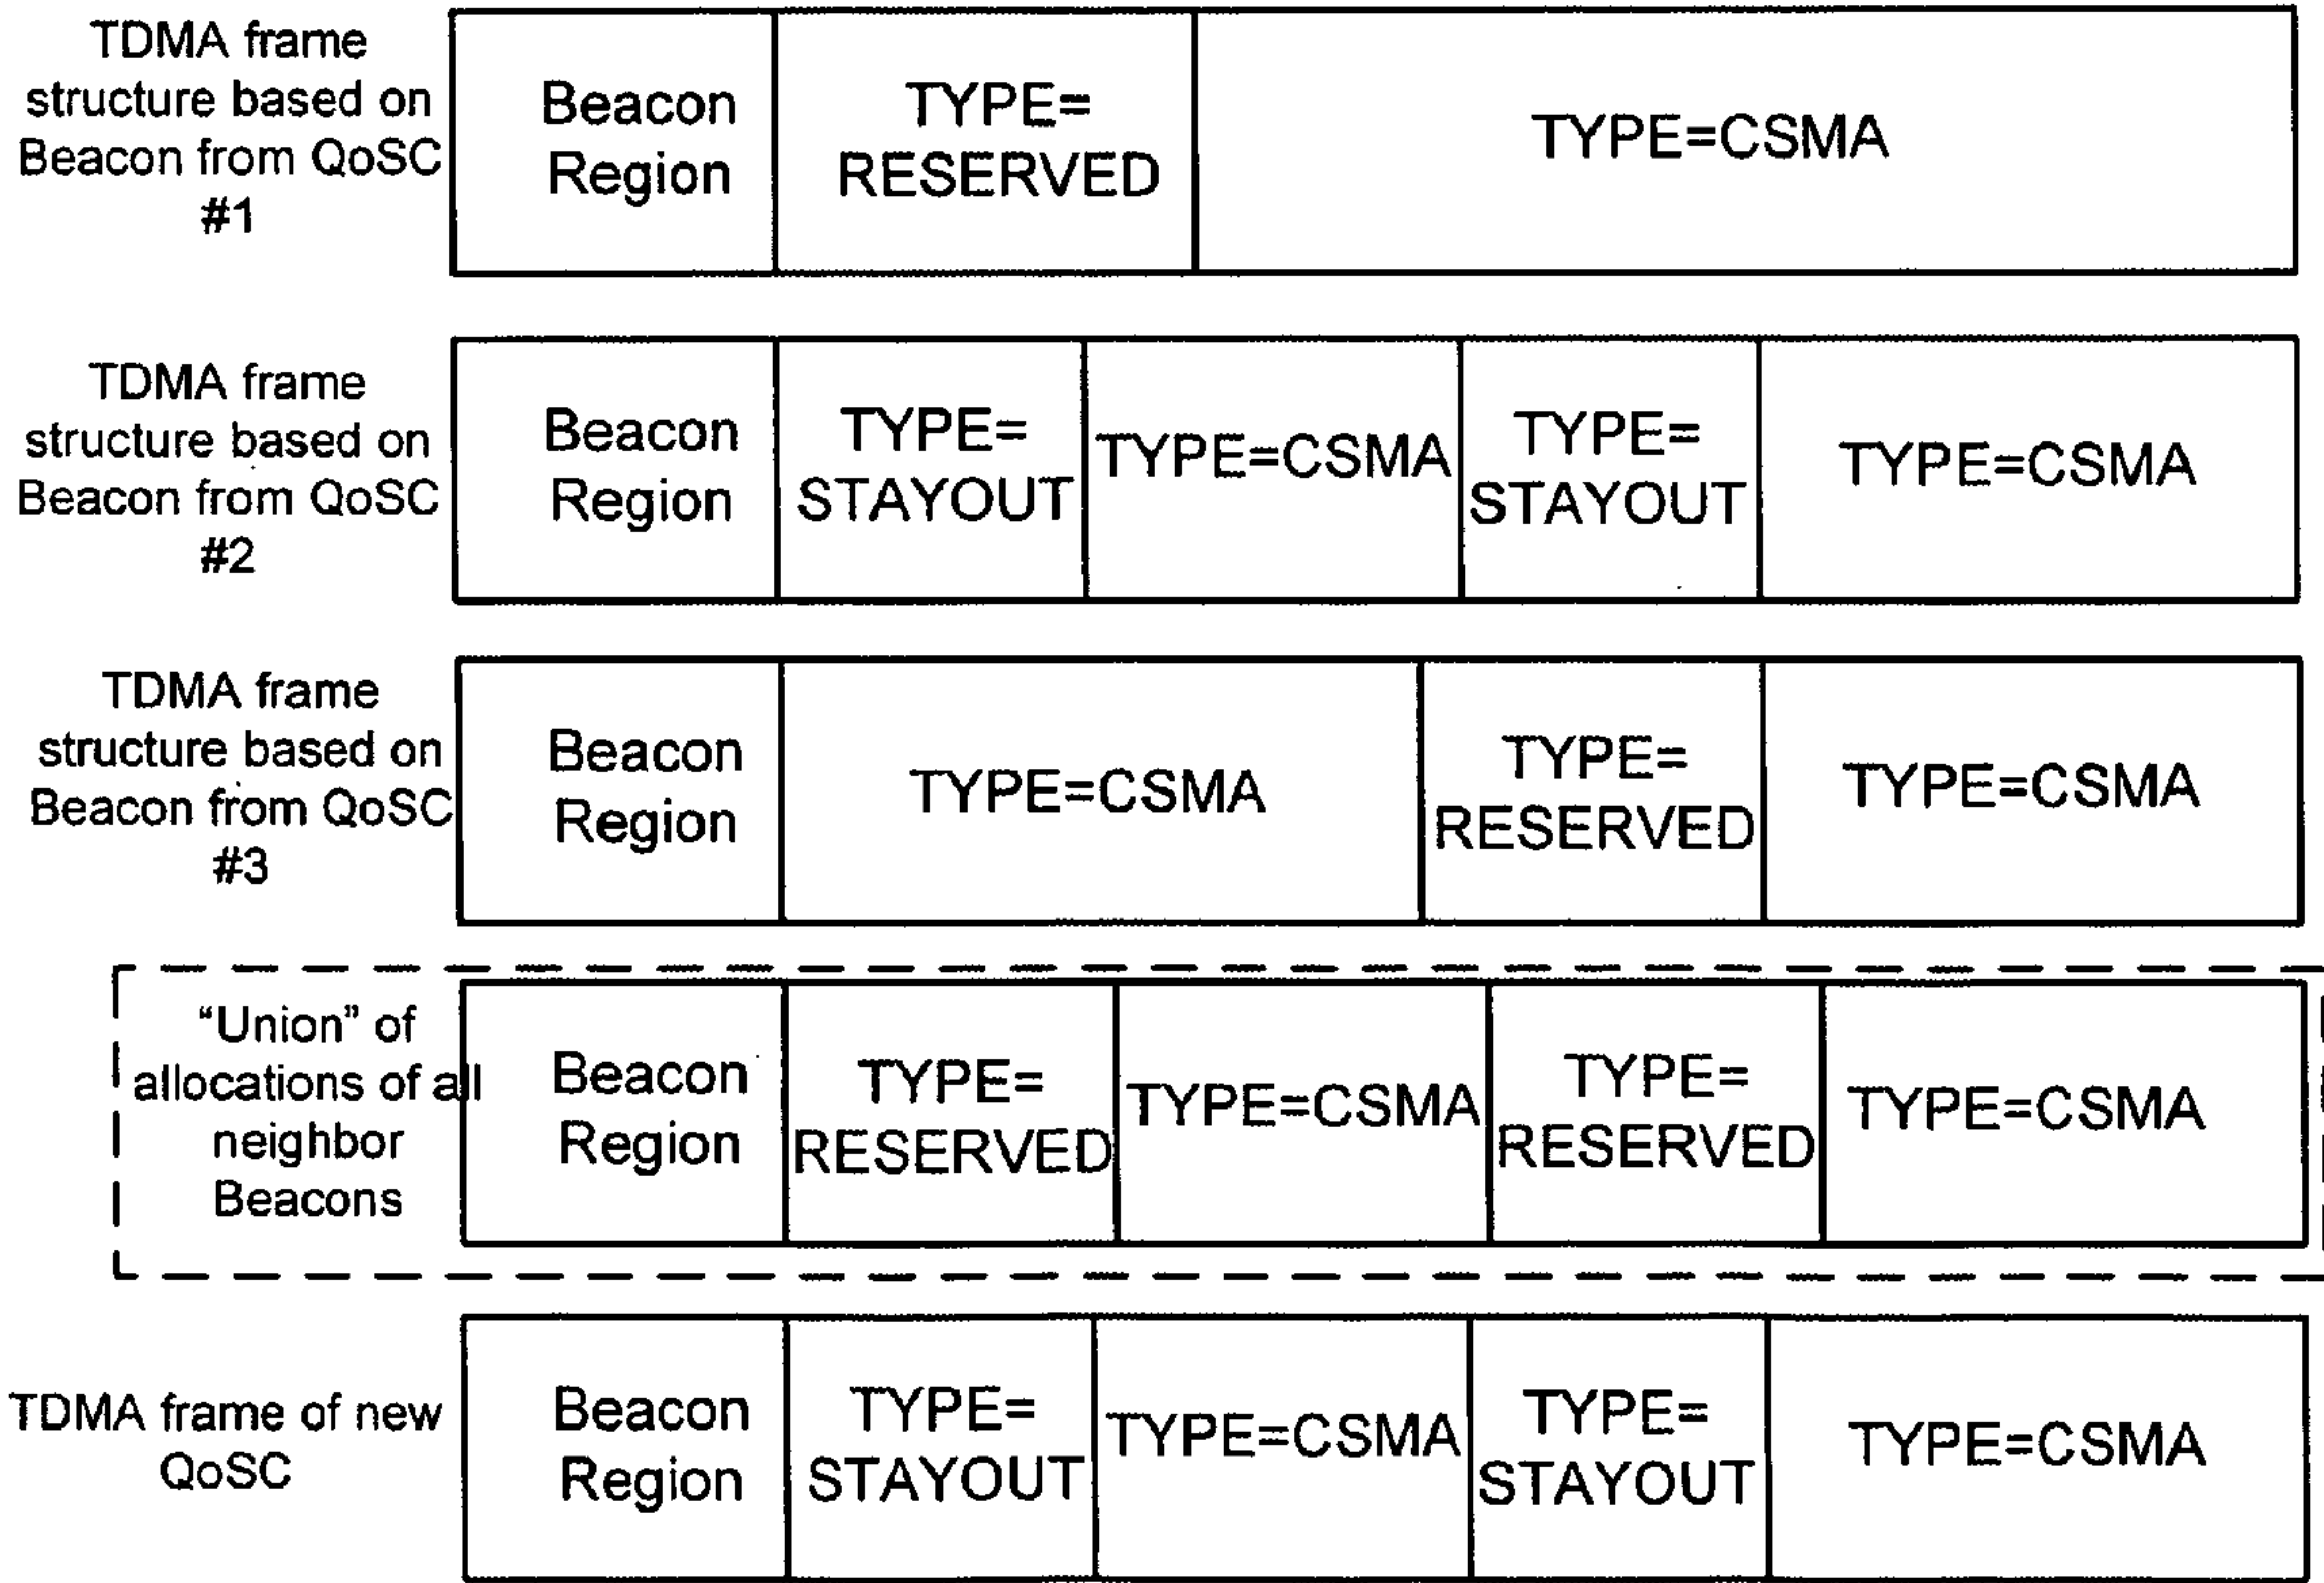 TDMA frame
structure based on
Beacon from QoSC
#1
Beacon
Region
TYPE=
RESERVED
TYPE=CSMA
TDMA frame
structure based on
Beacon from QoSC
#2
Beacon
Region
TYPE=
STAYOUT
TYPE=CSMA
TYPE=
STAYOUT
TYPE=CSMA
TDMA frame
structure based on
Beacon from QoSC
#3
Beacon
Region
TYPE=CSMA
TYPE=
RESERVED
TYPE=CSMA
“Union” of
allocations of all
neighbor
Beacons
Beacon
Region
TYPE=
RESERVED
TYPE=CSMA
TYPE=
RESERVED
TYPE=CSMA
TDMA frame of new
QoSC
Beacon
Region
TYPE=
STAYOUT
TYPE=CSMA
TYPE=
STAYOUT
TYPE=CSMA